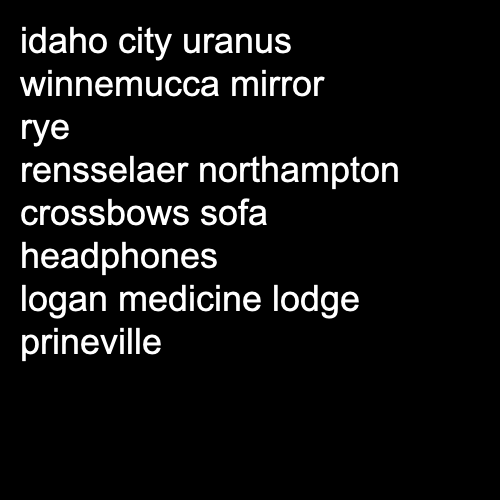 idaho city uranus
winnemucca mirror
rye
rensselaer northampton
crossbows sofa
headphones
logan medicine lodge
prineville